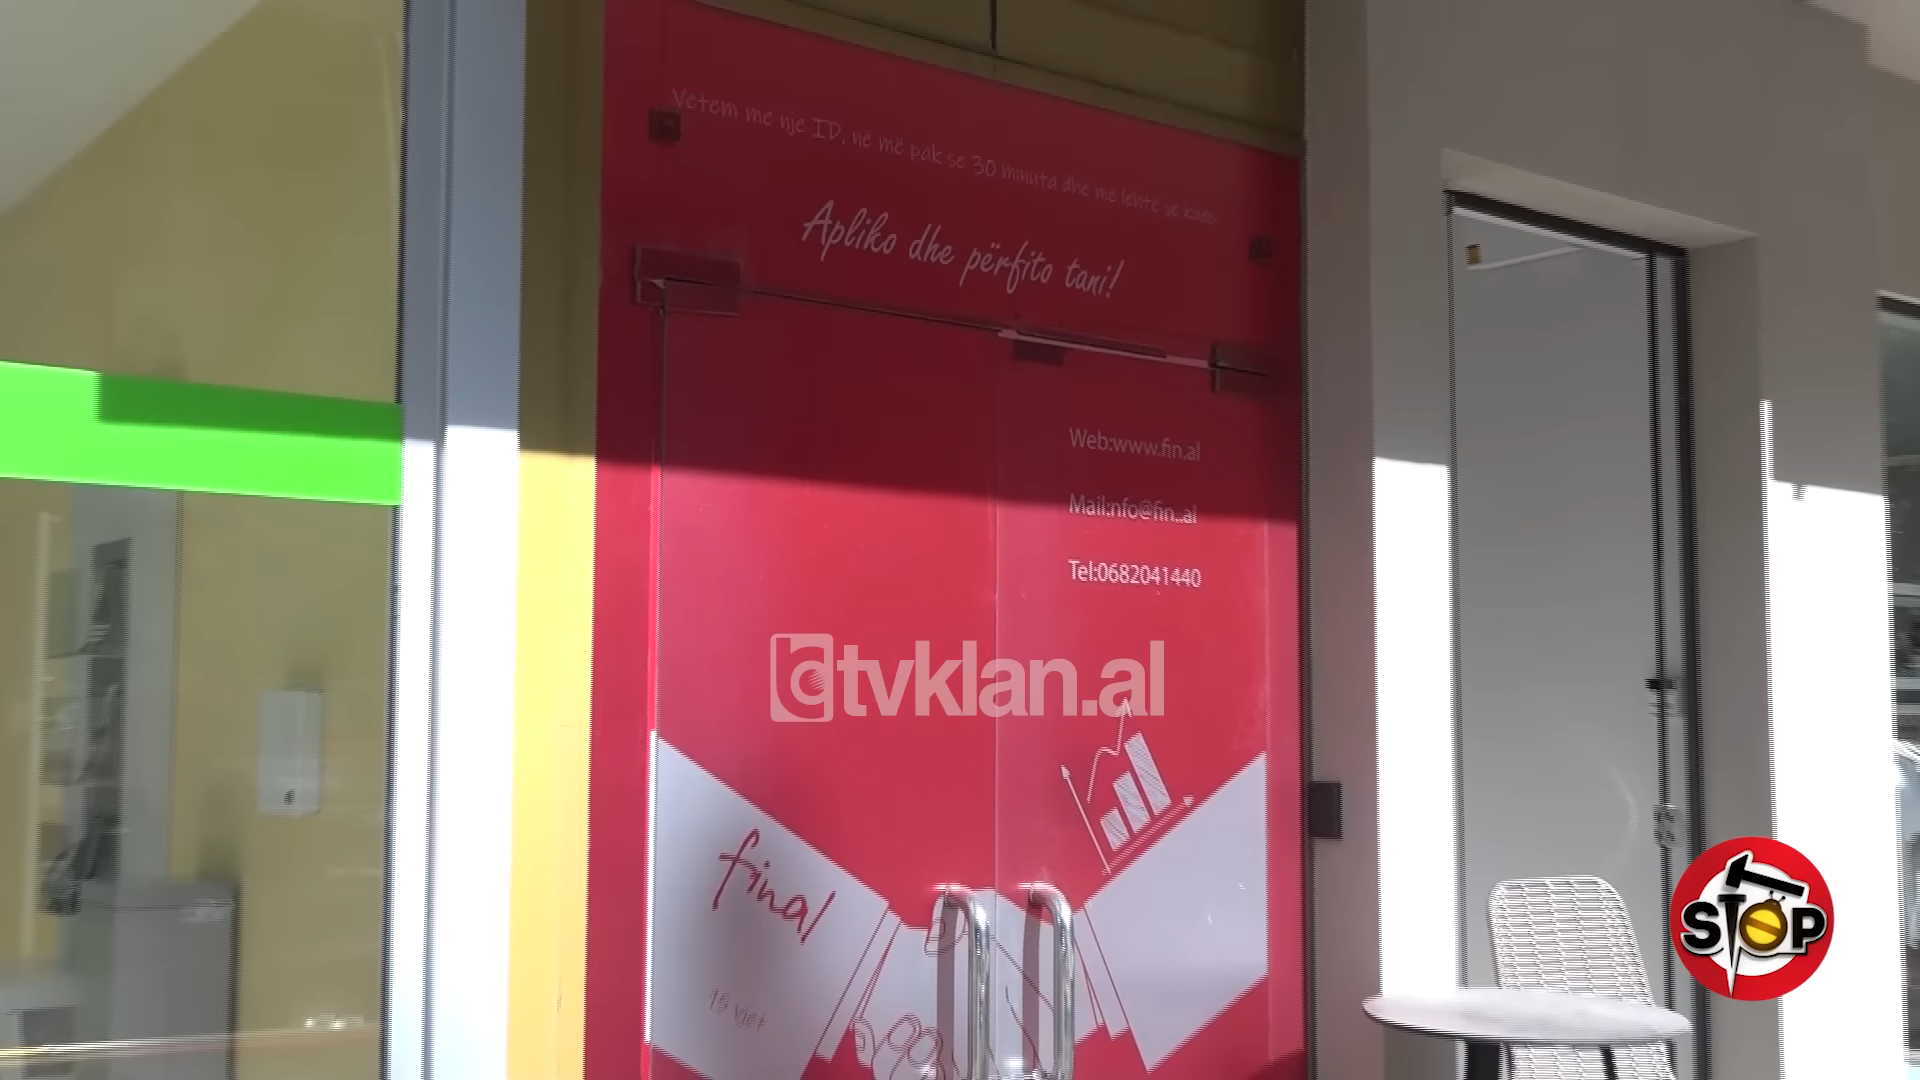 Vetem me nje ID, në më pak se 30 minuta dhe me lehtë se kudo
Apliko dhe përfito tani!
Web:www.fin.al
Mail:nfo@fin..al
Tel:0682041440
tvklan.al
final
15 vjet
STOP